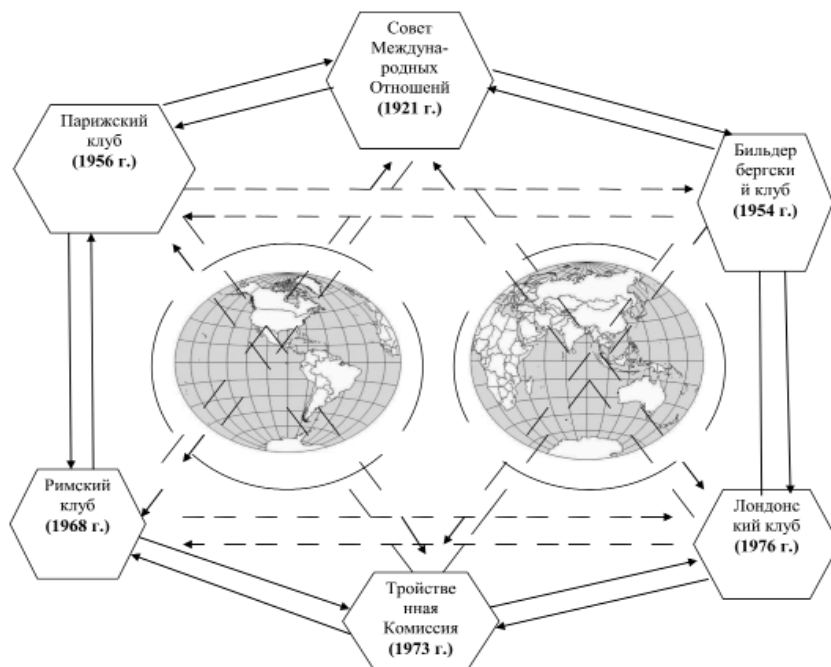 Совет
Междуна-
родных
Отношенй
(1921 г.)
Парижский
клуб
(1956 г.)
Бильдер
бергски
й клуб
(1954 г.)
Римский
клуб
(1968 г.)
Лондонс
кий клуб
(1976 г.)
Тройстве
нная
Комиссия
(1973 г.)